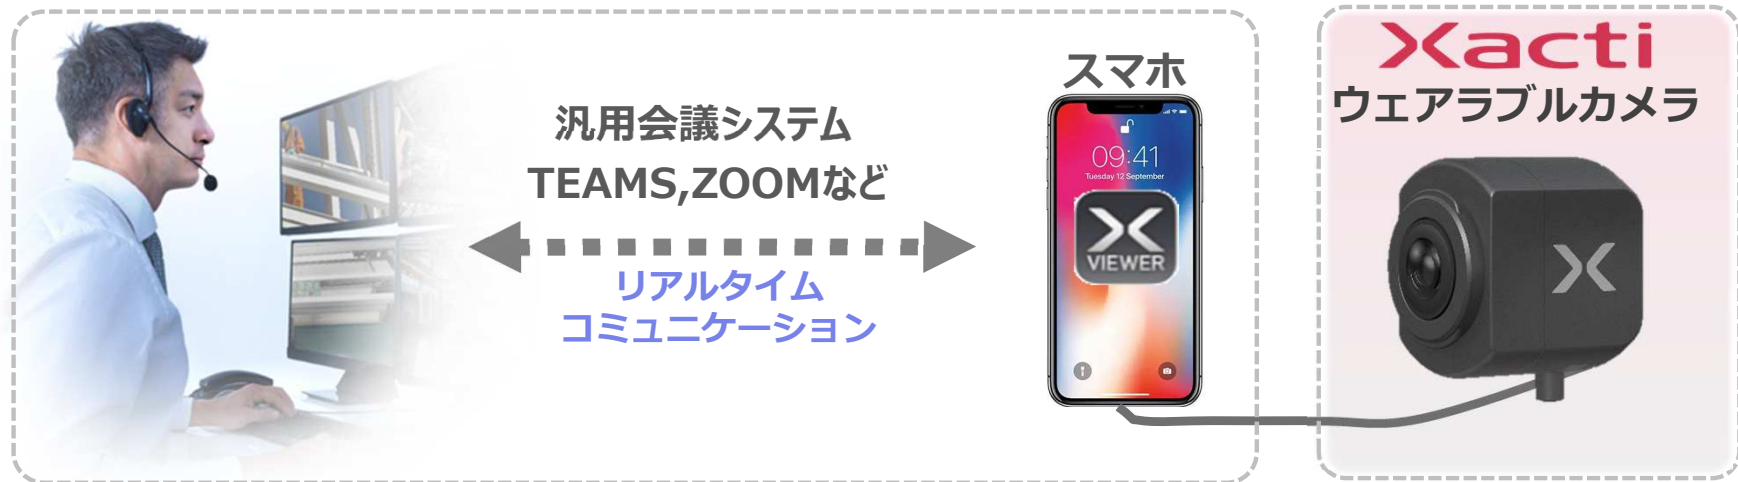 汎用会議システム
TEAMS,ZOOMなど
リアルタイム
コミュニケーション
スマホ
09:41
Tuesday 12 September
X
VIEWER
Xacti
ウェアラブルカメラ
X